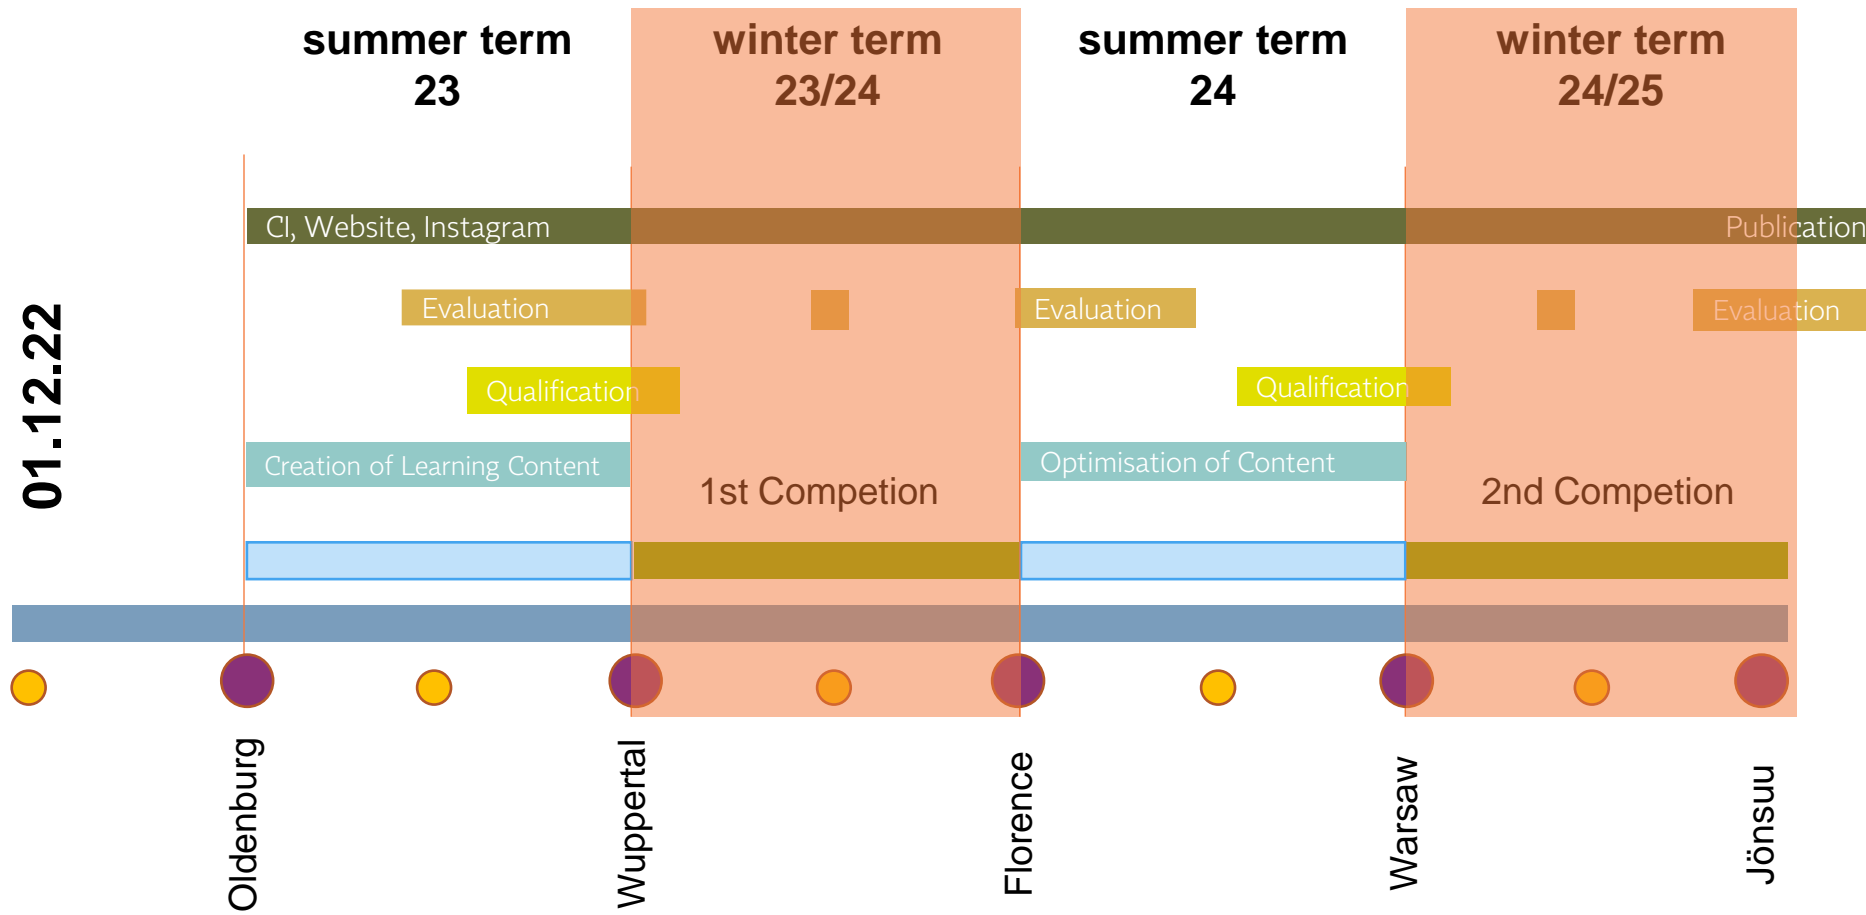 summer term
23
winter term
23/24
summer term
24
winter term
24/25
CI, Website, Instagram
Publication
Evaluation
Evaluation
Evaluation
01.12.22
Qualification
Qualification
Creation of Learning Content
Optimisation of Content
1st Competion
2nd Competion
Oldenburg
Wuppertal
Florence
Warsaw
Jönsuu